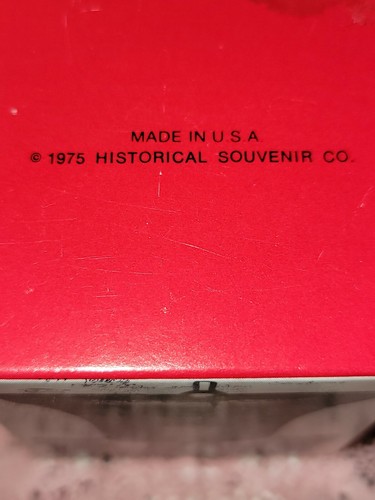 MADE IN U.S.A.
© 1975 HISTORICAL SOUVENIR CO.